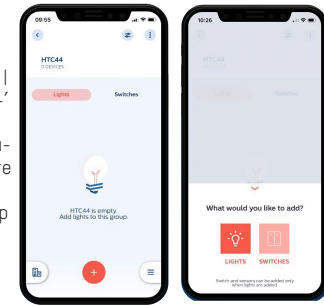 l
'
-
re
p
09:55
HTC44
0 DEVICES
Lights
Switches
HTC44 is empty.
Add lights to this group.
10:26
HTC44
What would you like to add?
LIGHTS
SWITCHES
Switch and sensors can be added only
when lights are added